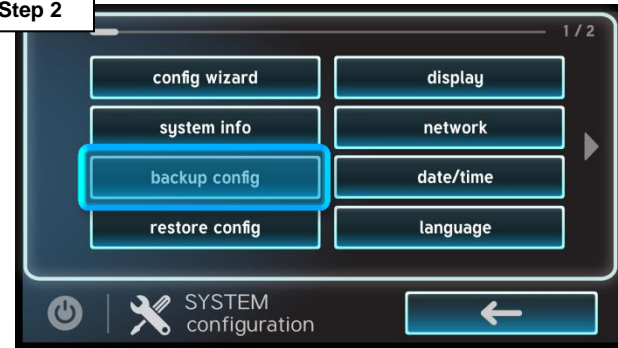 Step 2
1 / 2
config wizard
display
system info
network
backup config
date/time
restore config
language
SYSTEM
configuration